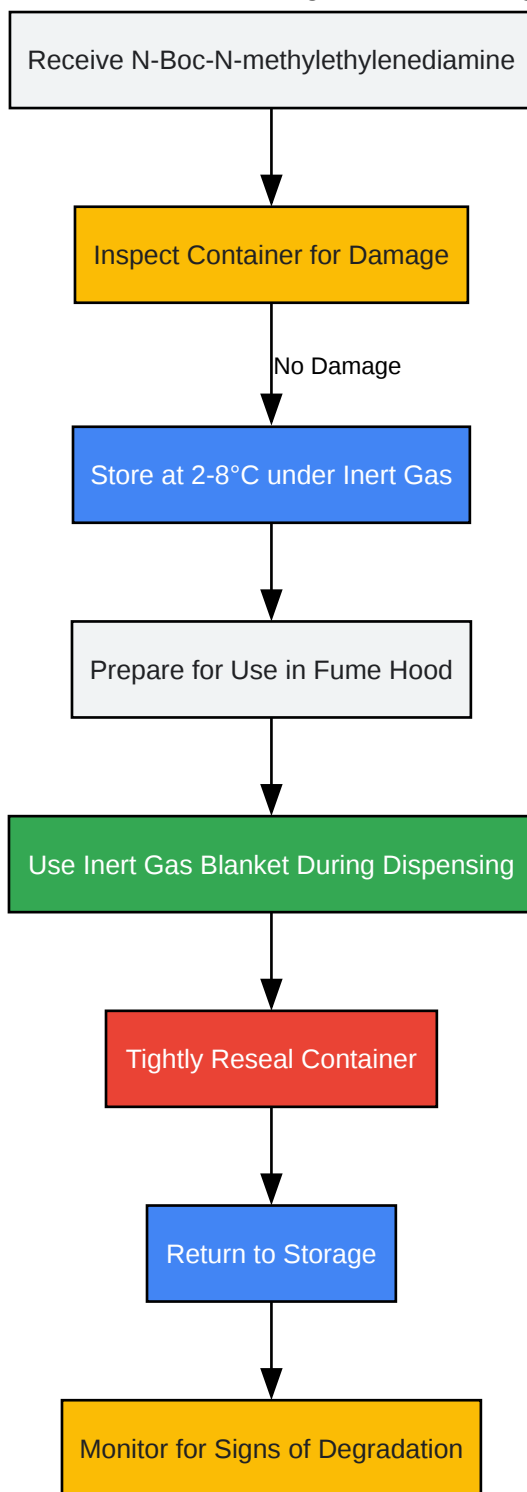 Receive N-Boc-N-methylethylenediamine
Inspect Container for Damage
No Damage
Store at 2-8°C under Inert Gas
Prepare for Use in Fume Hood
Use Inert Gas Blanket During Dispensing
Tightly Reseal Container
Return to Storage
Monitor for Signs of Degradation